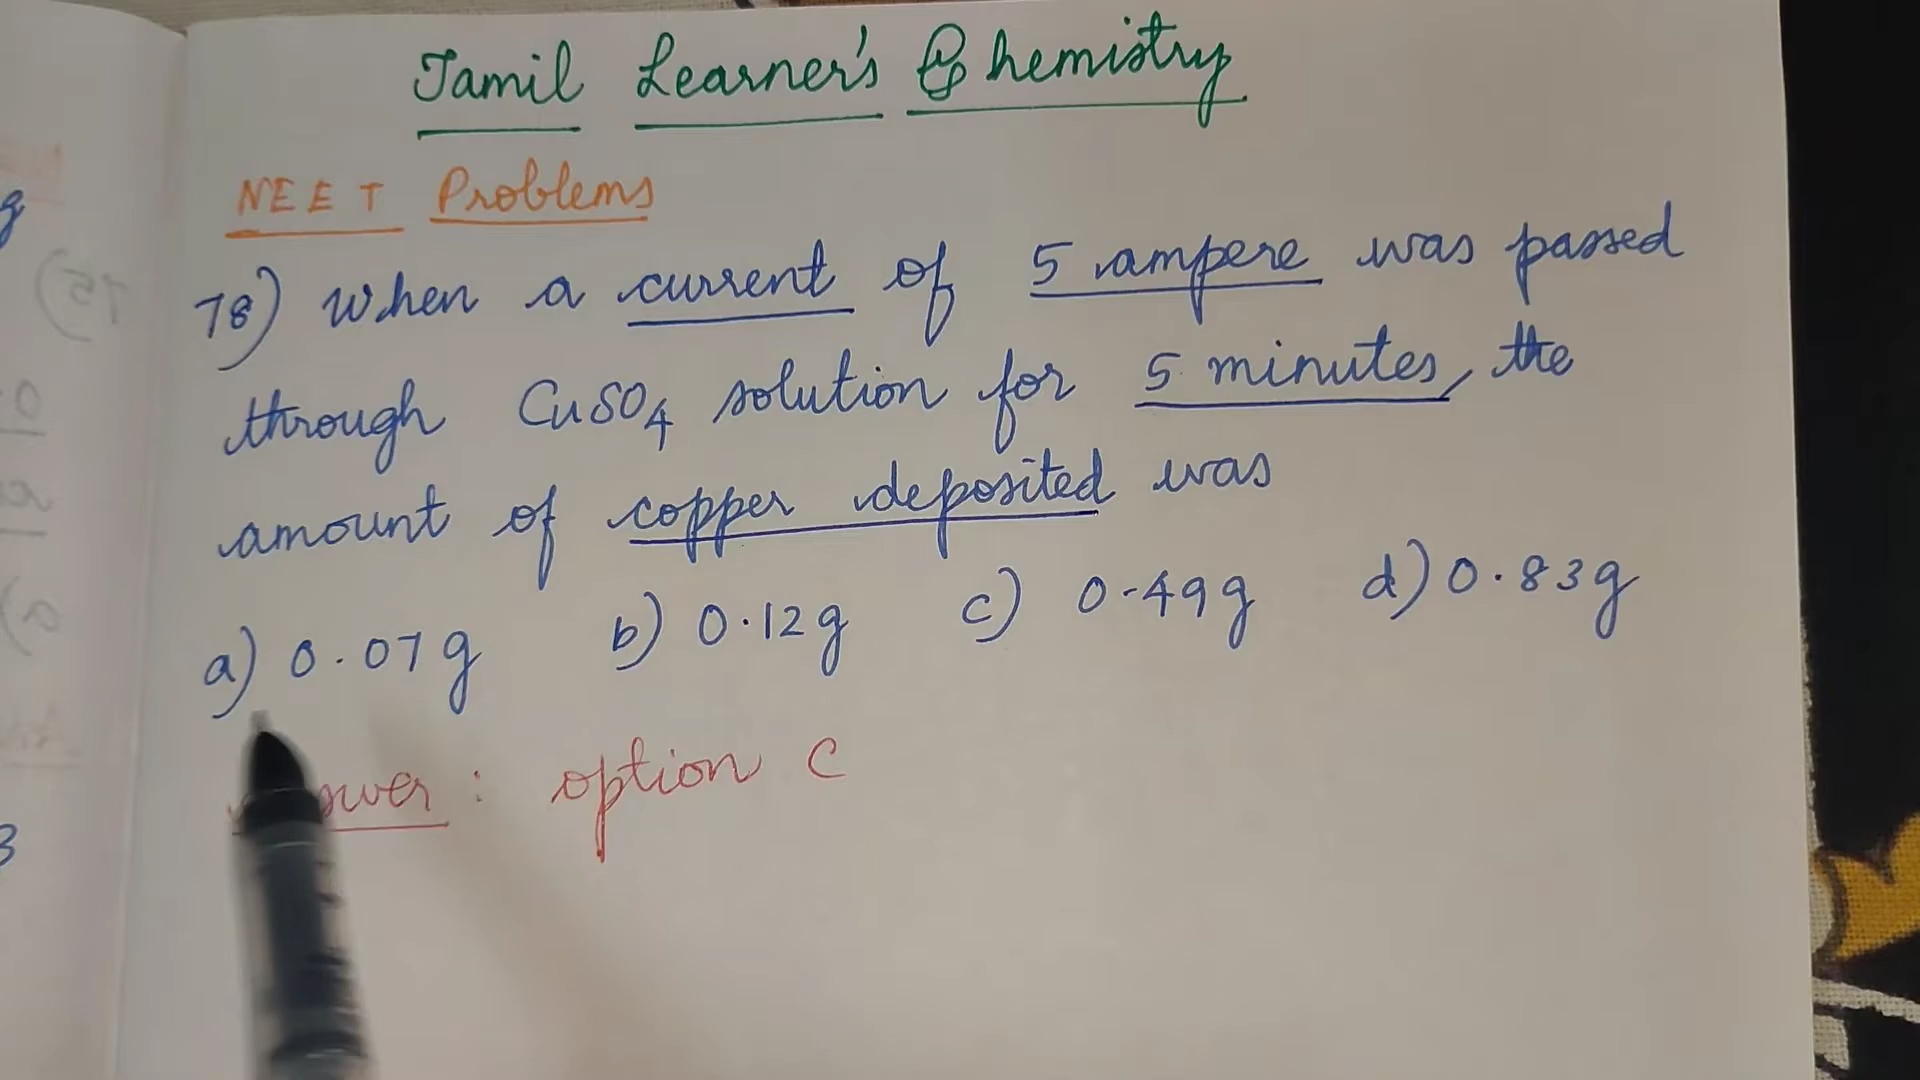 Tamil Learner's Chemistry
NEET Problems
78) When a current of 5 ampere was passed
through CuSO4 solution for 5 minutes, the
amount of copper deposited was
a) 0.07g b) 0.12g c) 0.49g d) 0.83g
: option C